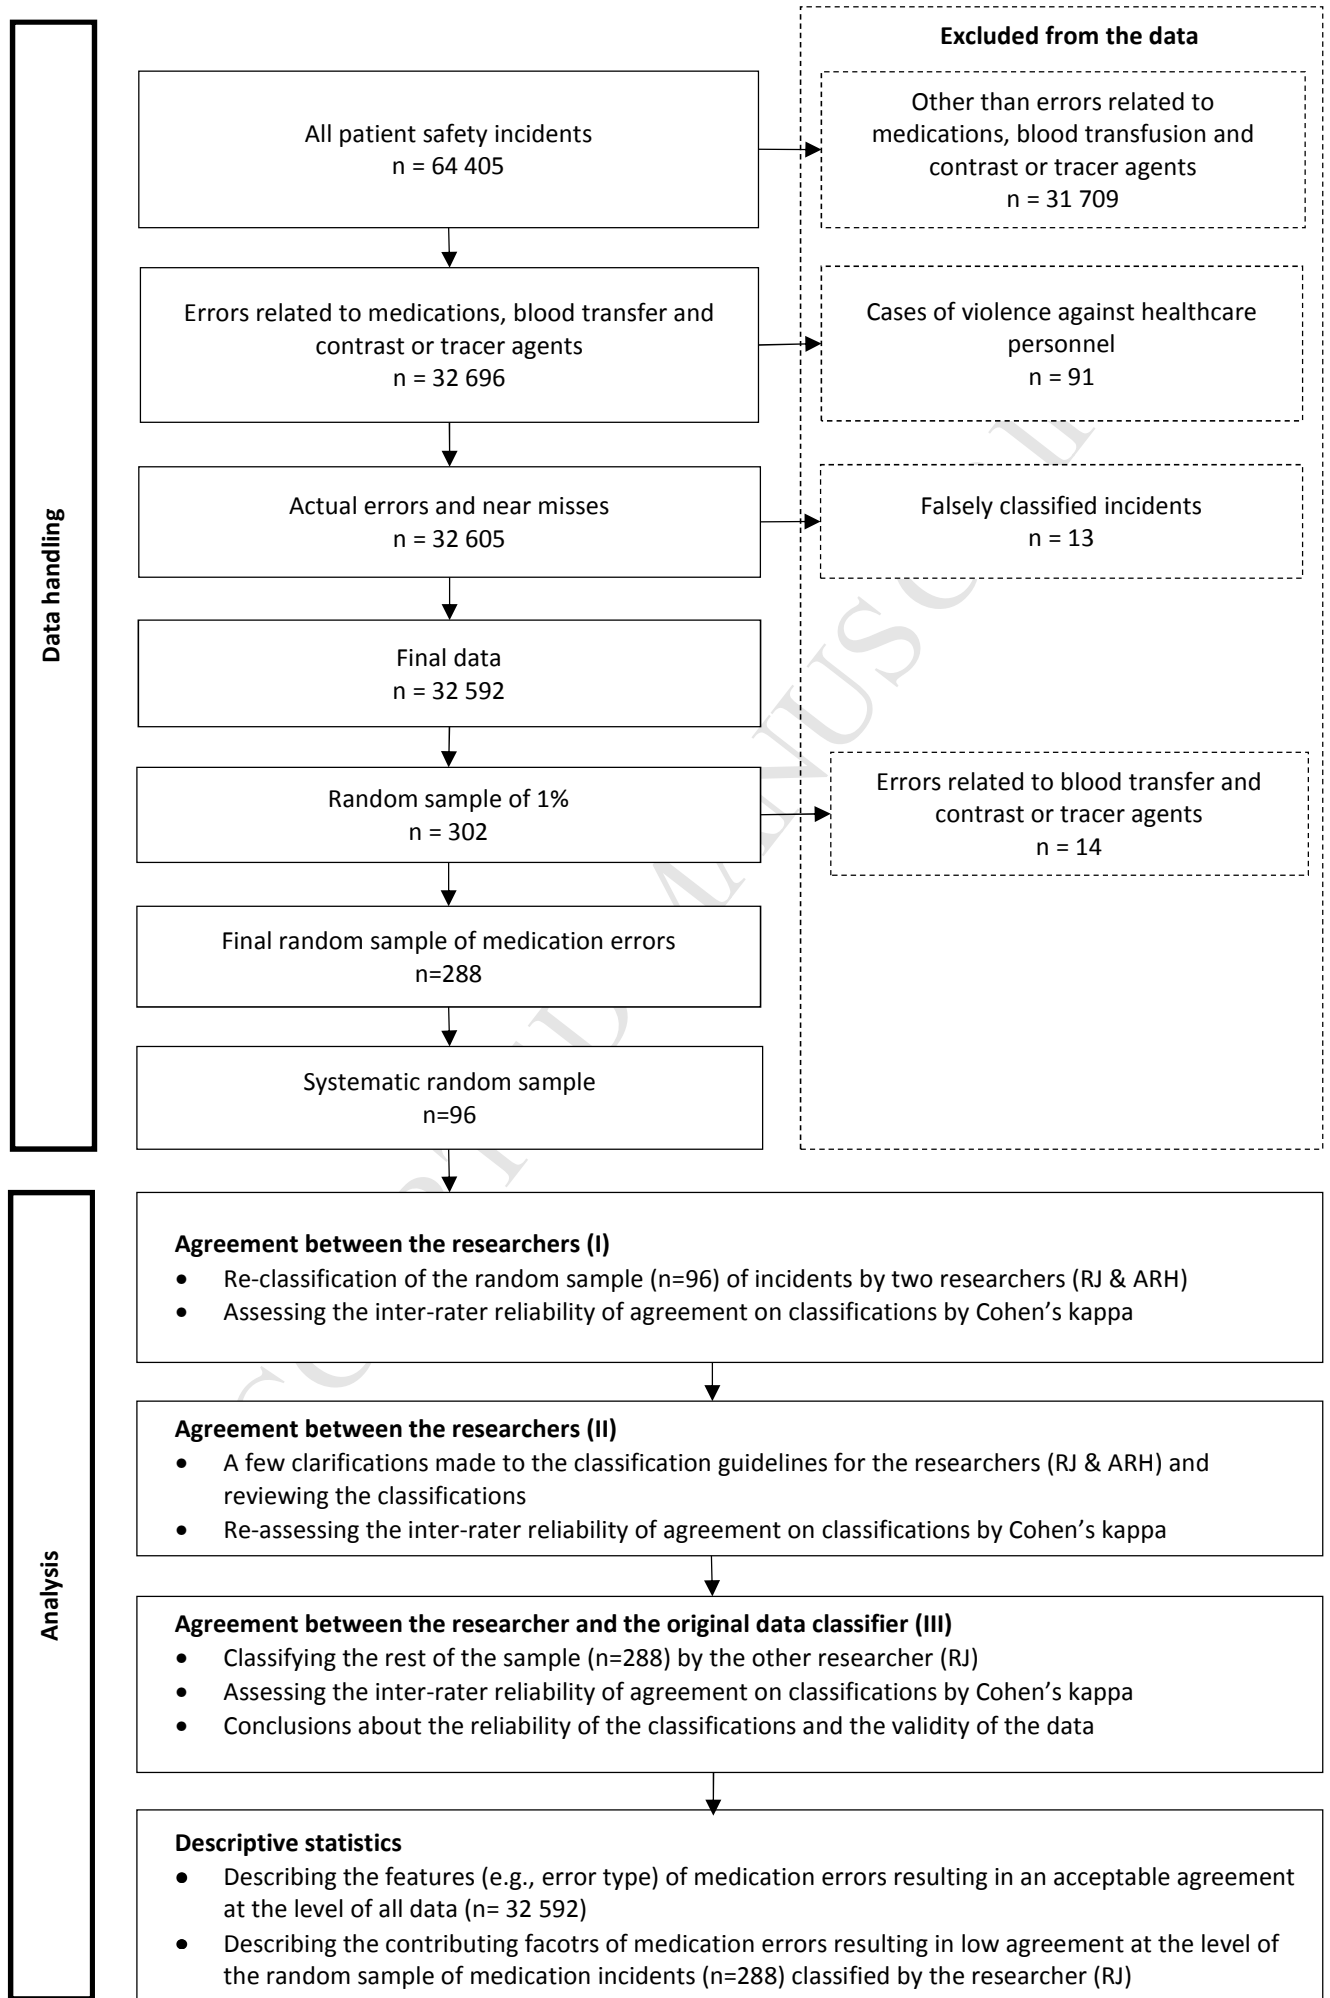 Data handling
Excluded from the data
All patient safety incidents
n = 64 405
Other than errors related to
medications, blood transfusion and
contrast or tracer agents
n = 31 709
Errors related to medications, blood transfer and
contrast or tracer agents
n = 32 696
Cases of violence against healthcare
personnel
n = 91
Actual errors and near misses
n = 32 605
Falsely classified incidents
n = 13
Final data
n = 32 592
Random sample of 1%
n = 302
Errors related to blood transfer and
contrast or tracer agents
n = 14
Final random sample of medication errors
n=288
Systematic random sample
n=96
Analysis
Agreement between the researchers (I)
• Re-classification of the random sample (n=96) of incidents by two researchers (RJ & ARH)
• Assessing the inter-rater reliability of agreement on classifications by Cohen’s kappa
Agreement between the researchers (II)
• A few clarifications made to the classification guidelines for the researchers (RJ & ARH) and
reviewing the classifications
• Re-assessing the inter-rater reliability of agreement on classifications by Cohen’s kappa
Agreement between the researcher and the original data classifier (III)
• Classifying the rest of the sample (n=288) by the other researcher (RJ)
• Assessing the inter-rater reliability of agreement on classifications by Cohen’s kappa
• Conclusions about the reliability of the classifications and the validity of the data
Descriptive statistics
• Describing the features (e.g., error type) of medication errors resulting in an acceptable agreement
at the level of all data (n= 32 592)
• Describing the contributing facotrs of medication errors resulting in low agreement at the level of
the random sample of medication incidents (n=288) classified by the researcher (RJ)